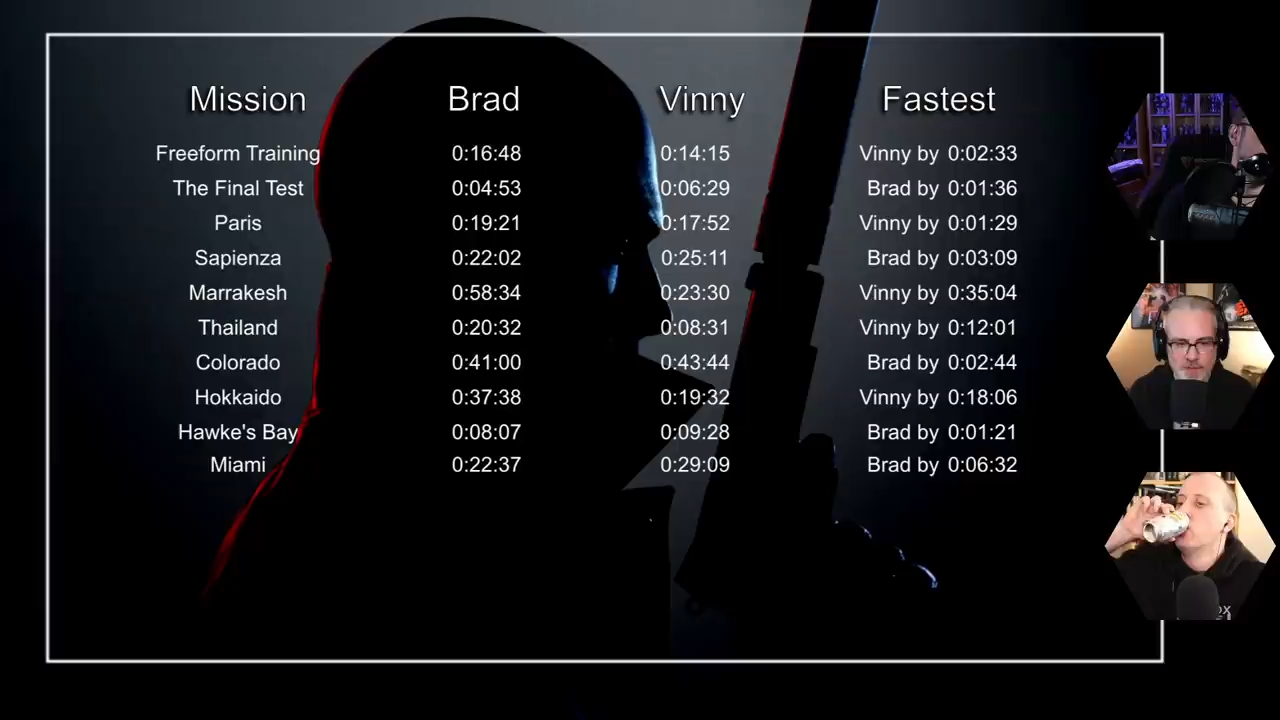 Mission Brad Vinny Fastest
Freeform Training 0:16:48 0:14:15 Vinny by 0:02:33
The Final Test 0:04:53 0:06:29 Brad by 0:01:36
Paris 0:19:21 0:17:52 Vinny by 0:01:29
Sapienza 0:22:02 0:25:11 Brad by 0:03:09
Marrakesh 0:58:34 0:23:30 Vinny by 0:35:04
Thailand 0:20:32 0:08:31 Vinny by 0:12:01
Colorado 0:41:00 0:43:44 Brad by 0:02:44
Hokkaido 0:37:38 0:19:32 Vinny by 0:18:06
Hawke's Bay 0:08:07 0:09:28 Brad by 0:01:21
Miami 0:22:37 0:29:09 Brad by 0:06:32